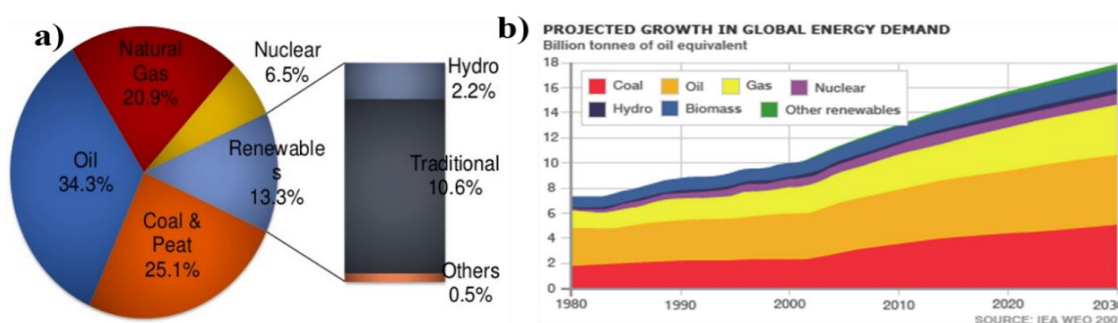 a)
Natural
Gas
20.9%
Nuclear
6.5%
Oil
34.3%
Renewable
s
13.3%
Coal &
Peat
25.1%
Hydro
2.2%
Traditional
10.6%
Others
0.5%
b)
PROJECTED GROWTH IN GLOBAL ENERGY DEMAND
Billion tonnes of oil equivalent
18
16
14
12
10
8
6
4
2
0
Coal Oil Gas Nuclear
Hydro Biomass Other renewables
1980 1990 2000 2010 2020 2030
SOURCE: IEA WEO 200